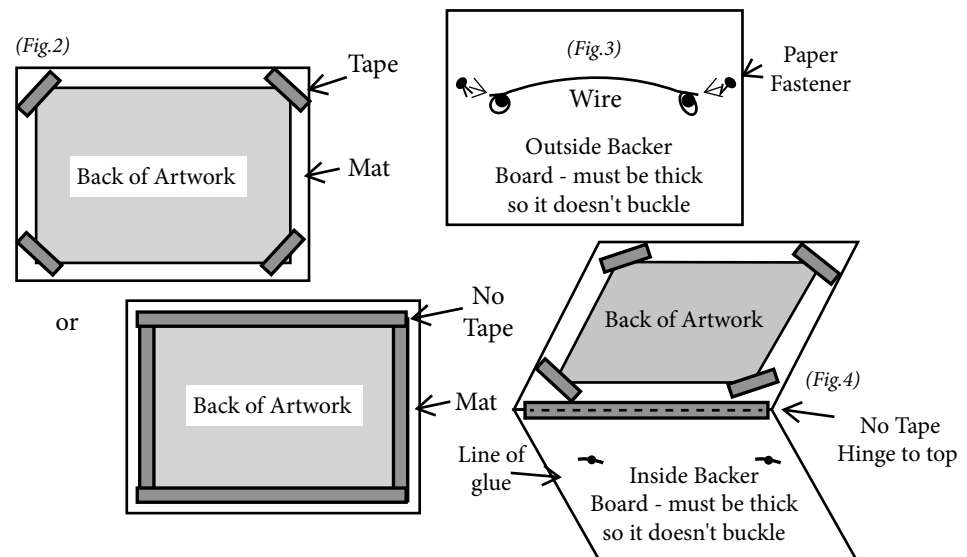 (Fig.2)
Tape
Back of Artwork
Mat
(Fig.3)
Wire
Paper
Fastener
Outside Backer
Board - must be thick
so it doesn't buckle
or
No
Tape
Back of Artwork
Mat
Back of Artwork
(Fig.4)
No Tape
Hinge to top
Line of
glue
Inside Backer
Board - must be thick
so it doesn't buckle